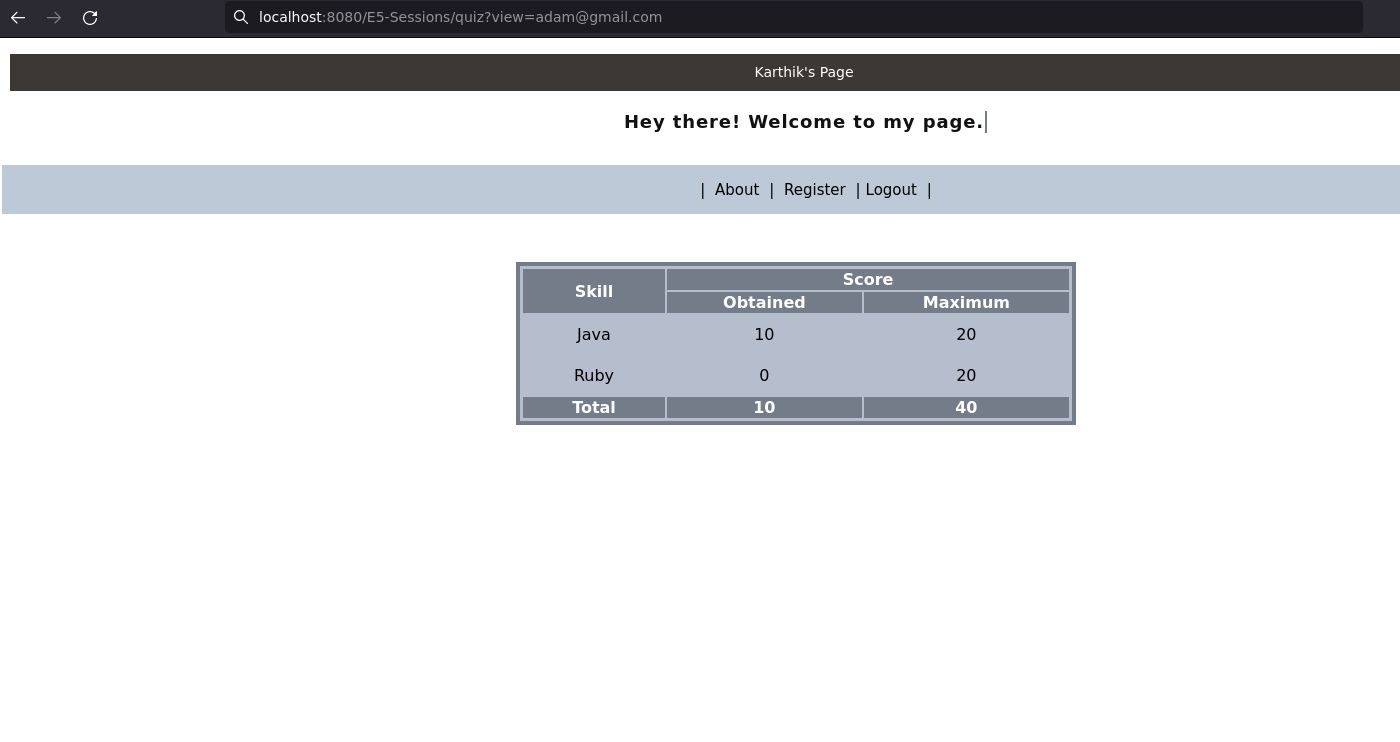 localhost:8080/E5-Sessions/quiz?view=adam@gmail.com
Karthik's Page
Hey there! Welcome to my page.
| About | Register | Logout |
Skill Score
Obtained Maximum
Java 10 20
Ruby 0 20
Total 10 40